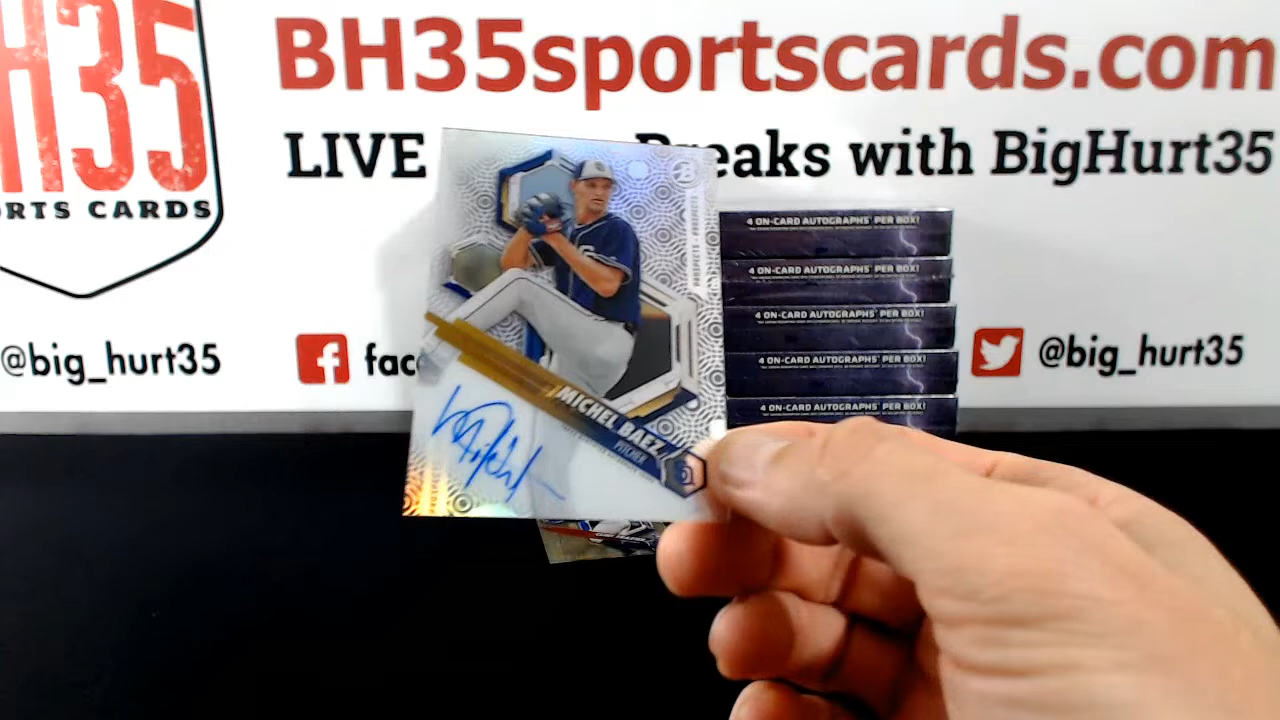 H35
ORTS CARDS
BH35sportscards.com
LIVE reaks with BigHurt35
@big_hurt35
f fac
@big_hurt35
4 ON-CARD AUTOGRAPHS PER BOX!
4 ON-CARD AUTOGRAPHS PER BOX!
4 ON-CARD AUTOGRAPHS PER BOX!
4 ON-CARD AUTOGRAPHS PER BOX!
4 ON-CARD AUTOGRAPHS PER BOX!
PROSPECTS • PROSPECTS
MICHEL BAEZ
PITCHER